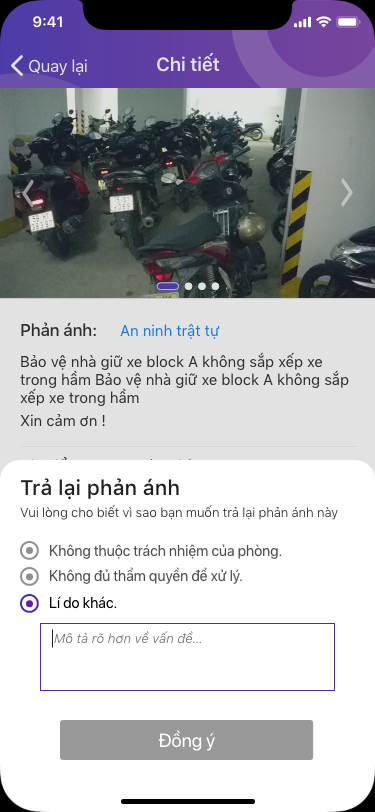 9:41
Quay lại
Chi tiết
Phản ánh: An ninh trật tự
Bảo vệ nhà giữ xe block A không sắp xếp xe
trong hầm Bảo vệ nhà giữ xe block A không sắp
xếp xe trong hầm
Xin cảm ơn !
Trả lại phản ánh
Vui lòng cho biết vì sao bạn muốn trả lại phản ánh này
Không thuộc trách nhiệm của phòng.
Không đủ thẩm quyền để xử lý.
Lí do khác.
Mô tả rõ hơn về vấn đề...
Đồng ý